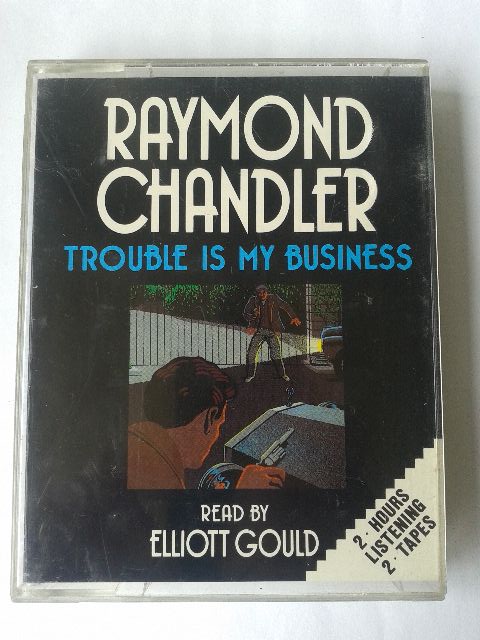 RAYMOND
CHANDLER
TROUBLE IS MY BUSINESS
READ BY
ELLIOTT GOULD
2 · HOURS
LISTENING
2 · TAPES